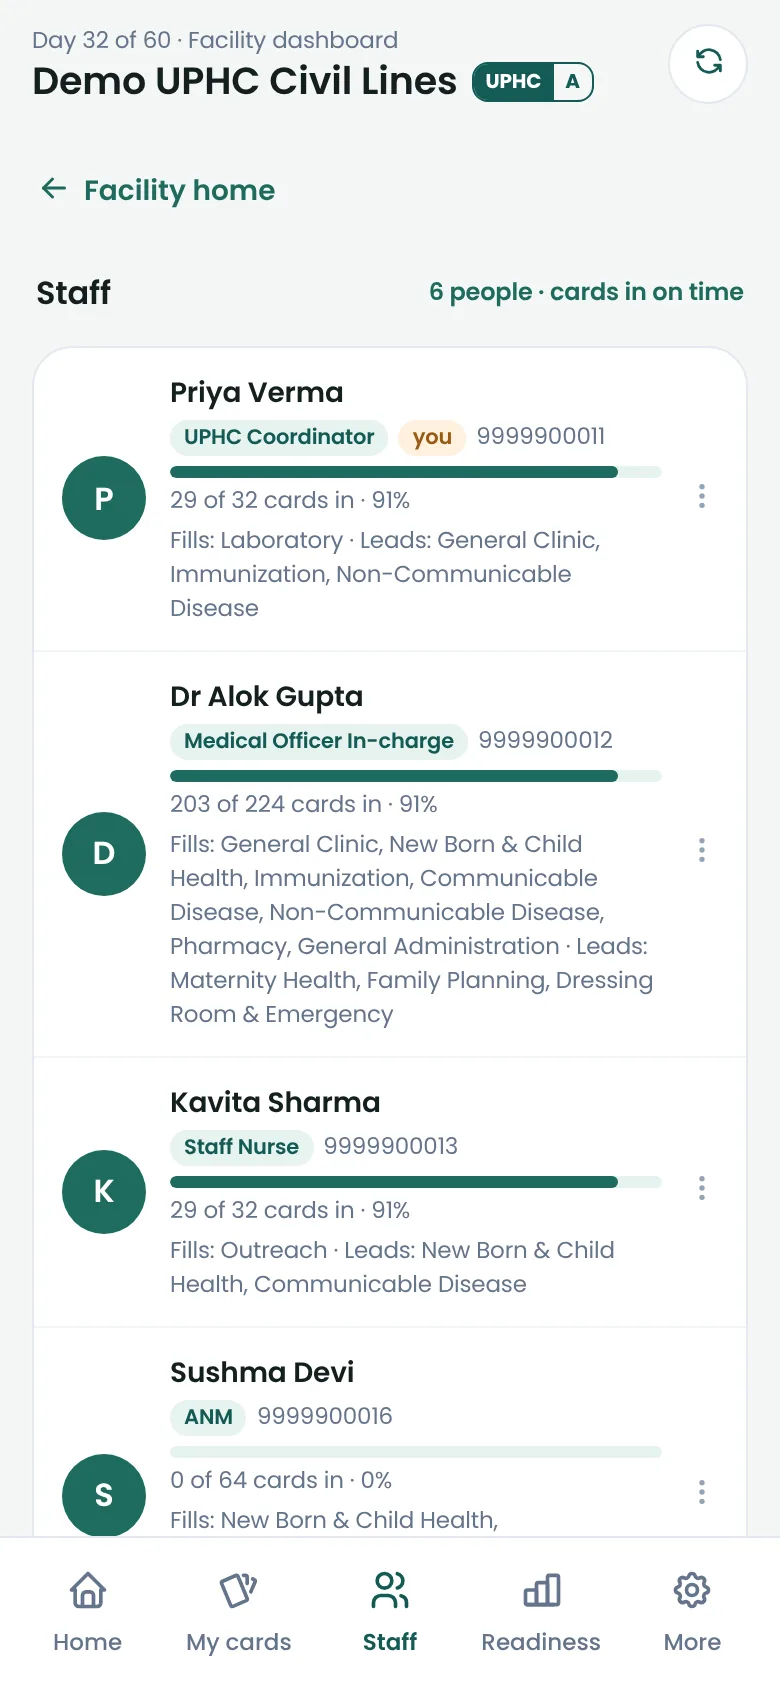 Day 32 of 60 · Facility dashboard
Demo UPHC Civil Lines UPHC A
Facility home
Staff 6 people · cards in on time
Priya Verma
UPHC Coordinator you 9999900011
P
29 of 32 cards in · 91%
Fills: Laboratory · Leads: General Clinic,
Immunization, Non-Communicable
Disease
Dr Alok Gupta
Medical Officer In-charge 9999900012
203 of 224 cards in · 91%
D
Fills: General Clinic, New Born & Child
Health, Immunization, Communicable
Disease, Non-Communicable Disease,
Pharmacy, General Administration · Leads:
Maternity Health, Family Planning, Dressing
Room & Emergency
Kavita Sharma
Staff Nurse 9999900013
K
29 of 32 cards in · 91%
Fills: Outreach · Leads: New Born & Child
Health, Communicable Disease
Sushma Devi
ANM 9999900016
0 of 64 cards in · 0%
S
Fills: New Born & Child Health,
Home My cards Staff Readiness More